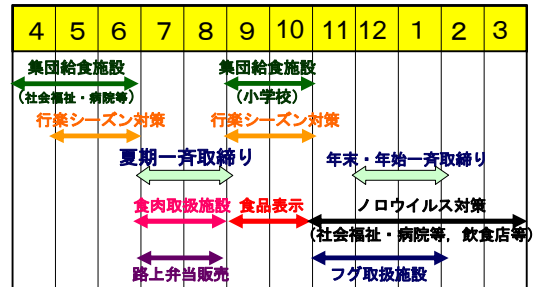 4 5 6 7 8 9 10 11 12 1 2 3
集団給食施設 集団給食施設
（社会福祉・病院等） （小学校）
行楽シーズン対策 行楽シーズン対策
夏期一斉取締り 年末・年始一斉取締り
食肉取扱施設 食品表示 ノロウイルス対策
（社会福祉・病院等，飲食店等）
路上弁当販売 フグ取扱施設